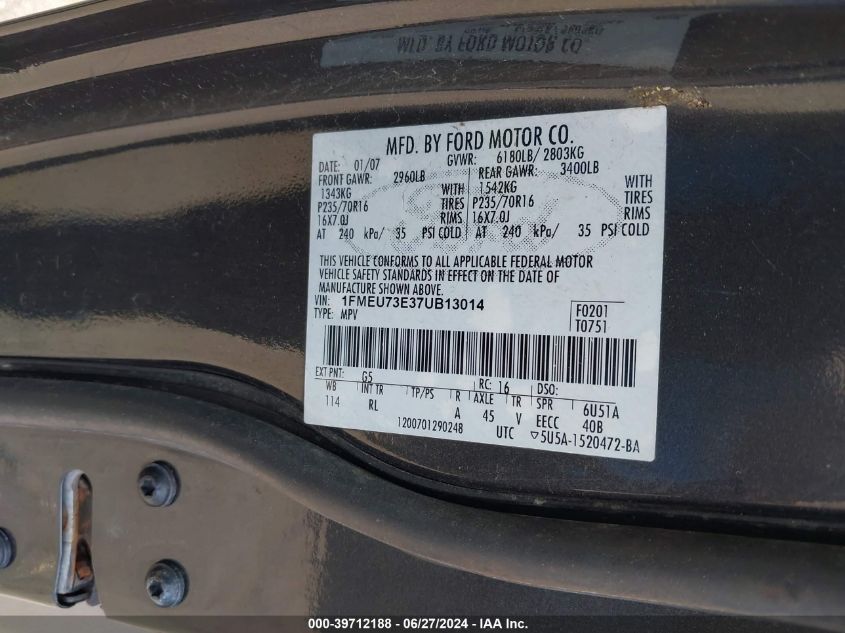 MFD. BY FORD MOTOR CO.
DATE: 01/07 GVWR: 6180LB/ 2803KG
FRONT GAWR: 2960LB REAR GAWR: 3400LB
1343KG WITH 1542KG WITH
P235/70R16 TIRES P235/70R16 TIRES
16X7.0J RIMS 16X7.0J RIMS
AT 240 kPa/ 35 PSI COLD AT 240 kPa/ 35 PSI COLD
THIS VEHICLE CONFORMS TO ALL APPLICABLE FEDERAL MOTOR
VEHICLE SAFETY STANDARDS IN EFFECT ON THE DATE OF
MANUFACTURE SHOWN ABOVE.
VIN: 1FMEU73E37UB13014
TYPE: MPV F0201
T0751
EXT PNT: G5 RC: 16 DSO:
WB INT TR TP/PS R AXLE TR SPR 6U51A
114 RL A 45 V EECC 40B
1200701290248 UTC ▽5U5A-1520472-BA
000-39712188 - 06/27/2024 - IAA Inc.